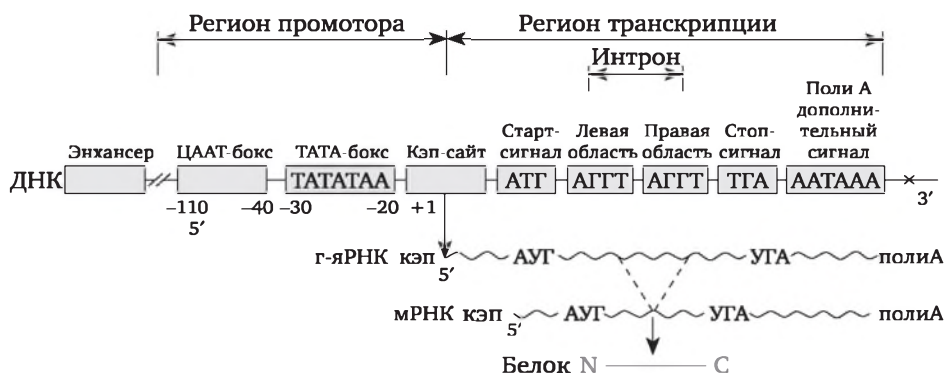 Регион промотора Регион транскрипции
Интрон
Поли А
дополни-
тельный
сигнал
Энхансер ЦААТ-бокс ТАТА-бокс Кэп-сайт Старт-
сигнал Левая
область Правая
область Стоп-
сигнал
ДНК ТАТАТАА АТГ АГГТ АГГТ ТГА ААТААА
–110 –40 –30 –20 +1
5′ 3′
г-яРНК кэп 5′ АУГ УГА полиА
мРНК кэп 5′ АУГ УГА полиА
Белок N C